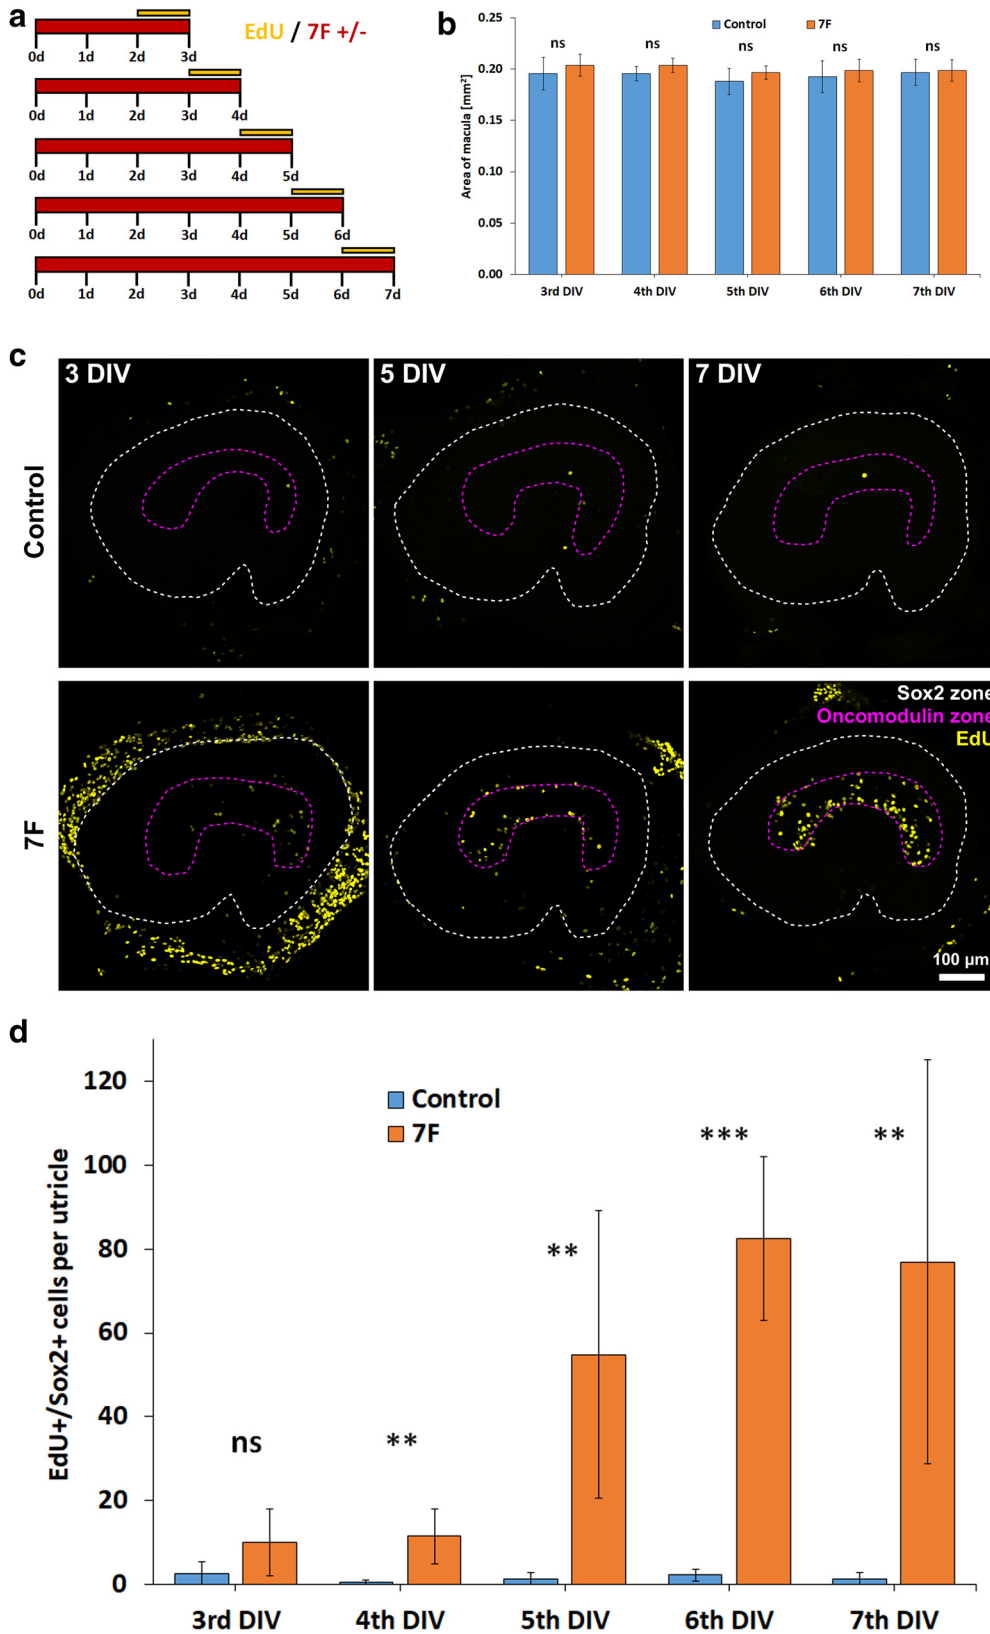 a
EdU / 7F +/-
0d 1d 2d 3d
0d 1d 2d 3d 4d
0d 1d 2d 3d 4d 5d
0d 1d 2d 3d 4d 5d 6d
0d 1d 2d 3d 4d 5d 6d 7d
b
Control 7F
Area of macula [mm²]
0.25
0.20
0.15
0.10
0.05
0.00
ns ns ns ns ns
3rd DIV 4th DIV 5th DIV 6th DIV 7th DIV
c
3 DIV 5 DIV 7 DIV
Control
7F
Sox2 zone
Oncomodulin zone
EdU
100 µm
d
Control
7F
EdU+/Sox2+ cells per utricle
120
100
80
60
40
20
0
ns ** ** *** **
3rd DIV 4th DIV 5th DIV 6th DIV 7th DIV